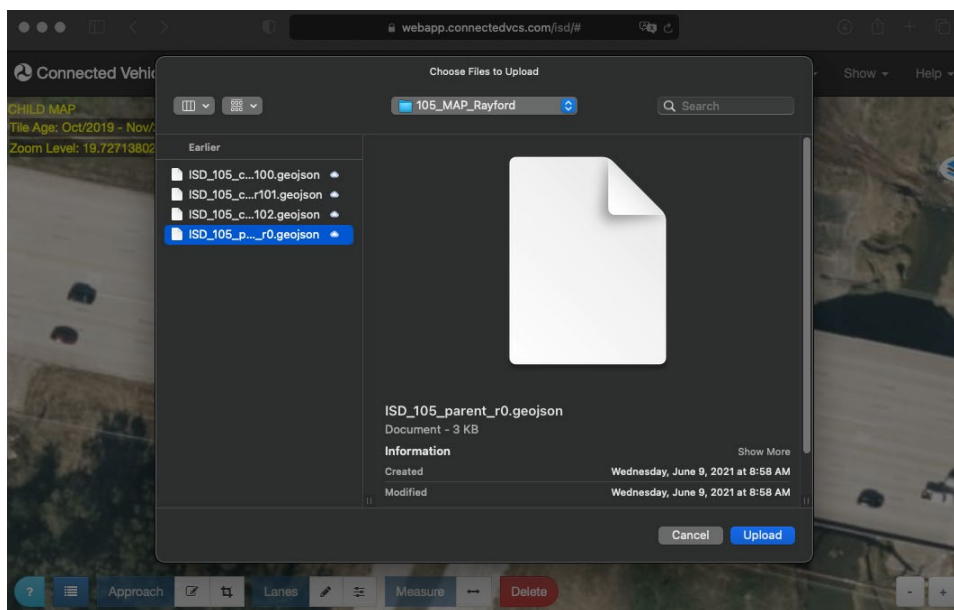 webapp.connectedvcs.com/isd/#
Connected Vehic
Choose Files to Upload
Show
Help
105_MAP_Rayford
Search
CHILD MAP
Tile Age: Oct/2019 - Nov/
Zoom Level: 19.72713802
Earlier
ISD_105_c...100.geojson
ISD_105_c...r101.geojson
ISD_105_c...102.geojson
ISD_105_p..._r0.geojson
ISD_105_parent_r0.geojson
Document - 3 KB
Information
Show More
Created
Wednesday, June 9, 2021 at 8:58 AM
Modified
Wednesday, June 9, 2021 at 8:58 AM
Cancel
Upload
?
Approach
Lanes
Measure
Delete
-
+